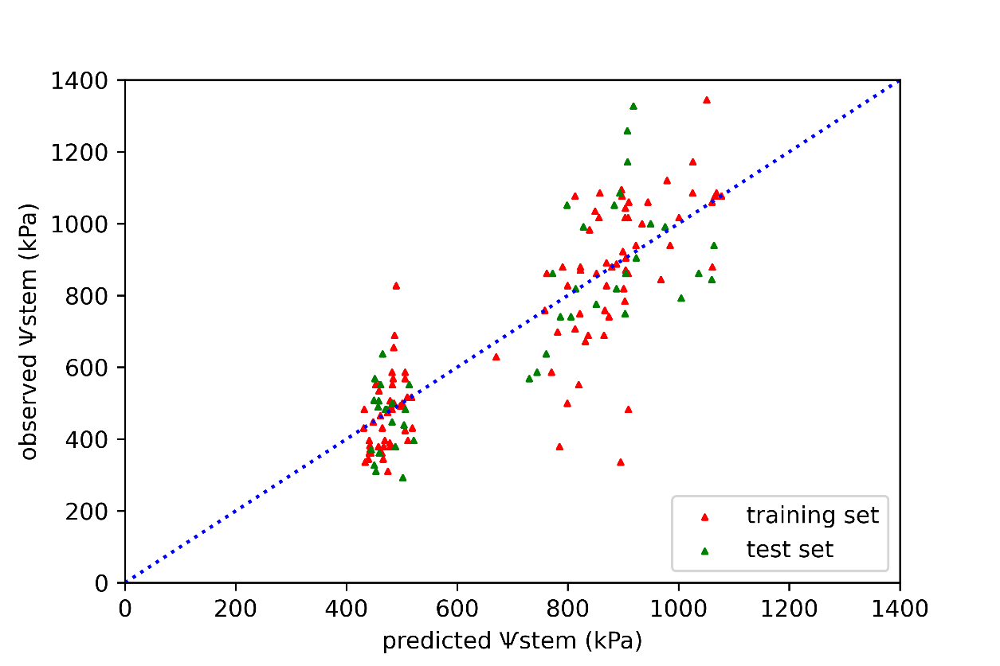 1400
1200
1000
800
600
400
200
0
observed Ψstem (kPa)
training set
test set
0 200 400 600 800 1000 1200 1400
predicted Ψstem (kPa)